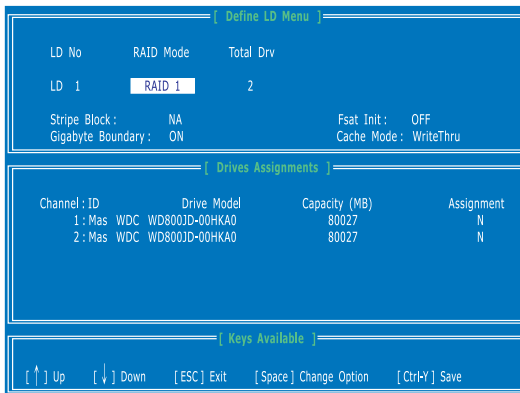 [ Define LD Menu ]
LD No RAID Mode Total Drv
LD 1 RAID 1 2
Stripe Block : NA Fsat Init : OFF
Gigabyte Boundary : ON Cache Mode : WriteThru
[ Drives Assignments ]
Channel : ID Drive Model Capacity (MB) Assignment
1 : Mas WDC WD800JD-00HKA0 80027 N
2 : Mas WDC WD800JD-00HKA0 80027 N
[ Keys Available ]
[ ↑ ] Up [ ↓ ] Down [ ESC ] Exit [ Space ] Change Option [ Ctrl-Y ] Save